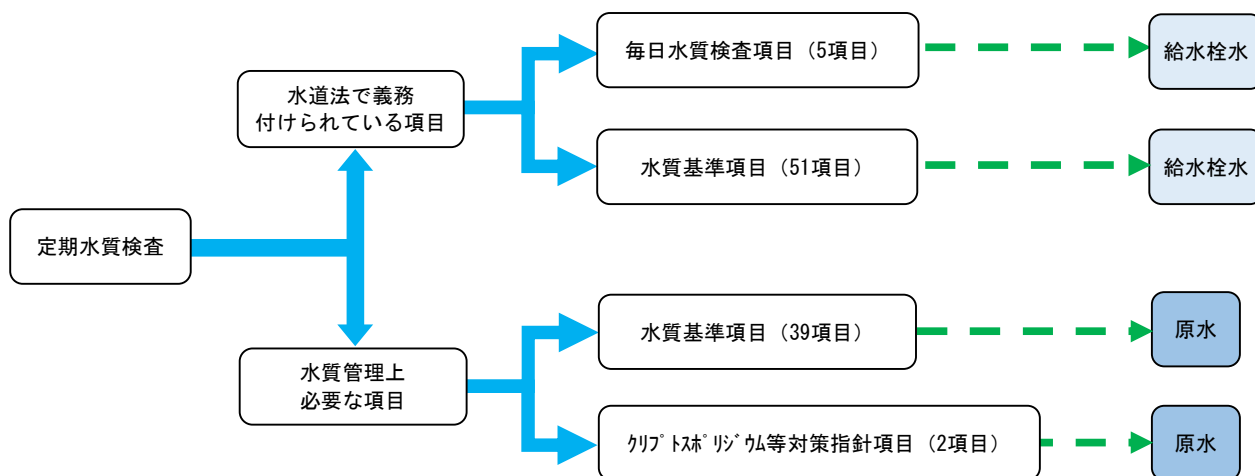 毎日水質検査項目（5項目）
給水栓水
水道法で義務
付けられている項目
水質基準項目（51項目）
給水栓水
定期水質検査
水質基準項目（39項目）
原水
水質管理上
必要な項目
ｸﾘﾌﾟﾄｽﾎﾟﾘｼﾞｳﾑ等対策指針項目（2項目）
原水